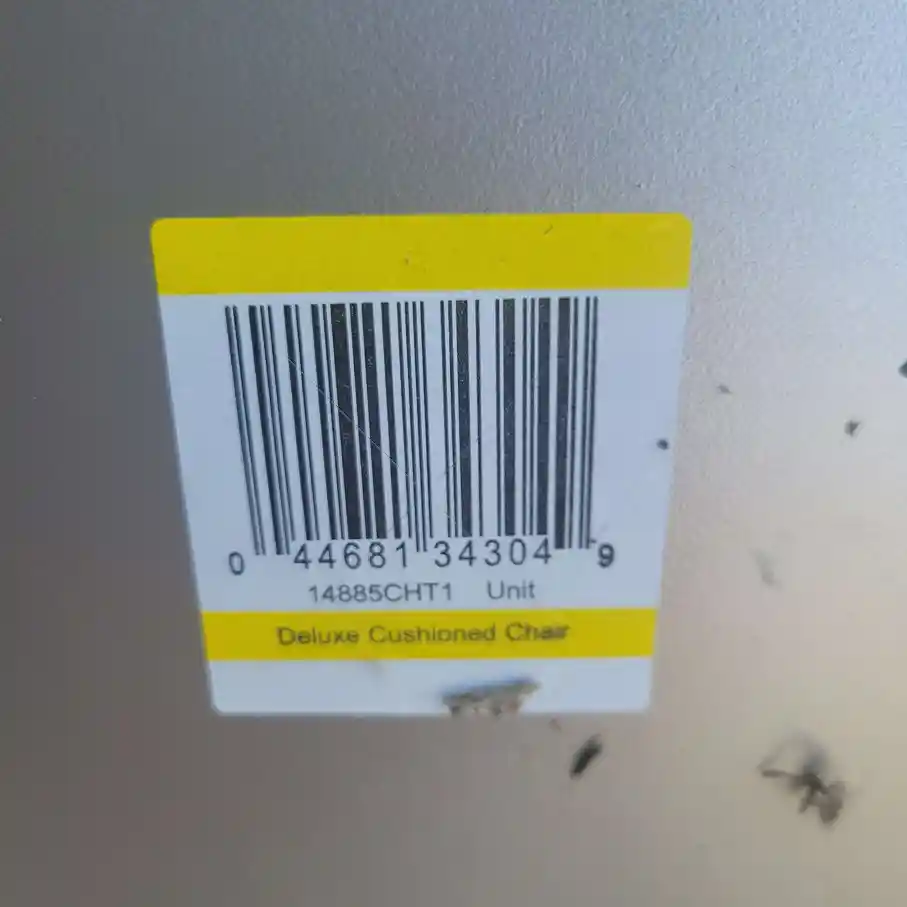 0 44681 34304 9
14885CHT1 Unit
Deluxe Cushioned Chair